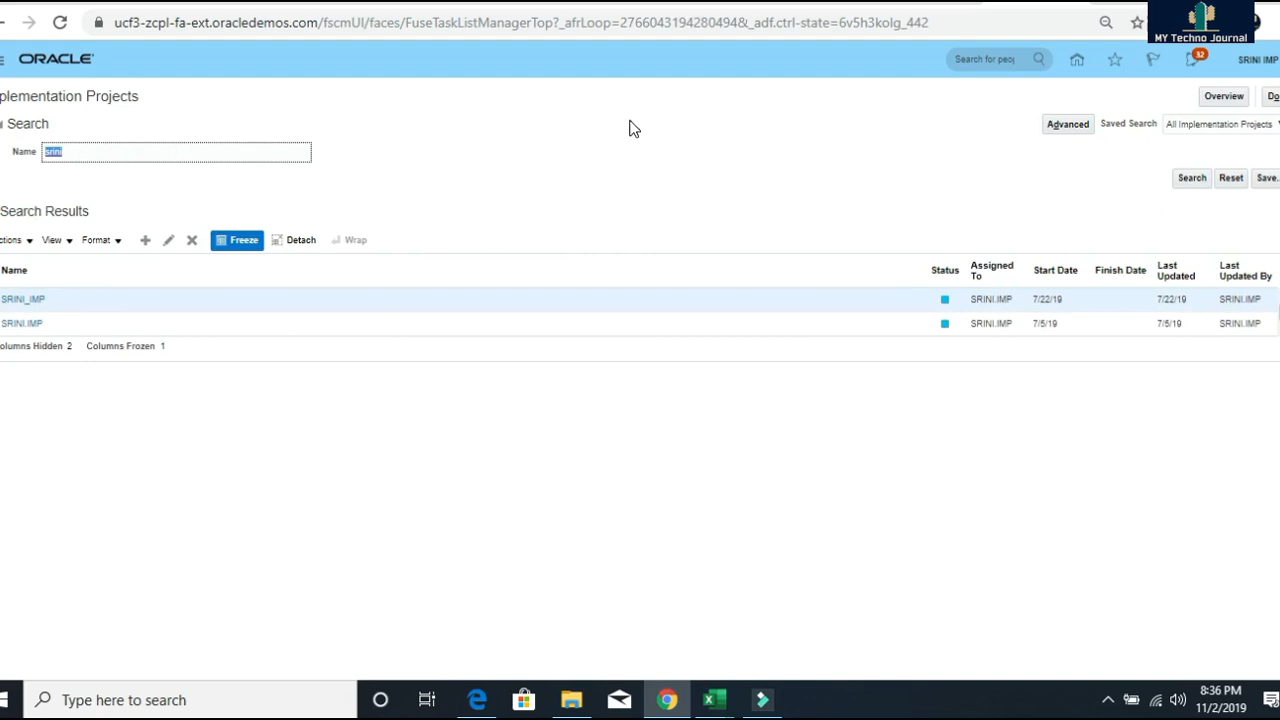 ucf3-zcpl-fa-ext.oracledemos.com/fscmUI/faces/FuseTaskListManagerTop?_afrLoop=27660431942804948&_adf.ctrl-state=6v5h3kolg_442
MY Techno Journal
ORACLE
Search for peo
32
SRINI IMP
plementation Projects
Overview
Do
Search
Advanced
Saved Search
All Implementation Projects
Name srini
Search Reset Save..
Search Results
ctions View Format Freeze Detach Wrap
Name Status Assigned To Start Date Finish Date Last Updated Last Updated By
SRINI_IMP SRINI.IMP 7/22/19 7/22/19 SRINI.IMP
SRINI.IMP SRINI.IMP 7/5/19 7/5/19 SRINI.IMP
olumns Hidden 2 Columns Frozen 1
Type here to search
8:36 PM
11/2/2019